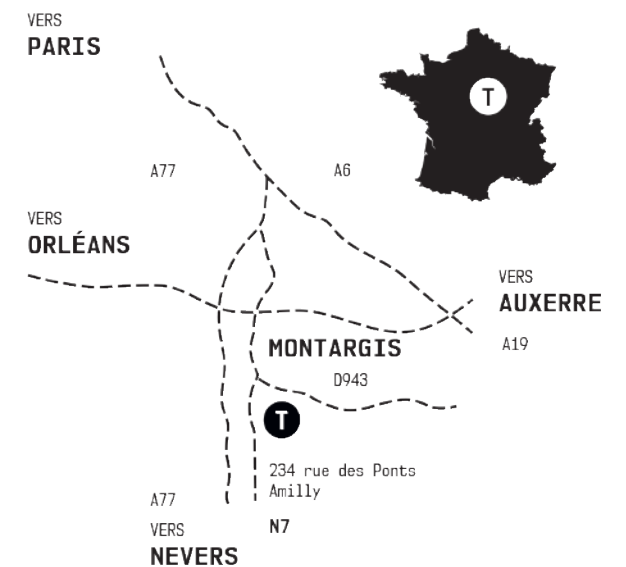 VERS
PARIS
T
A77
A6
VERS
ORLÉANS
VERS
AUXERRE
A19
MONTARGIS
D943
T
234 rue des Ponts
Amilly
A77
N7
VERS
NEVERS